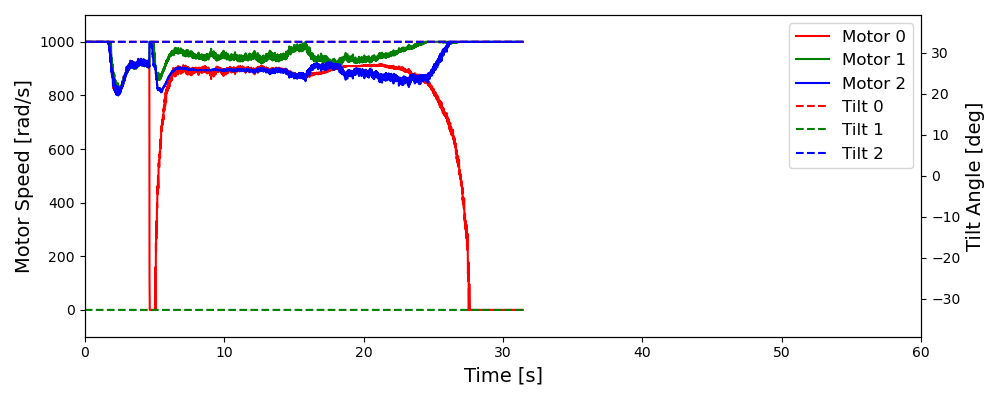 Motor Speed [rad/s]
1000
800
600
400
200
0
Motor 0
Motor 1
Motor 2
Tilt 0
Tilt 1
Tilt 2
30
20
10
0
−10
−20
−30
Tilt Angle [deg]
0 10 20 30 40 50 60
Time [s]